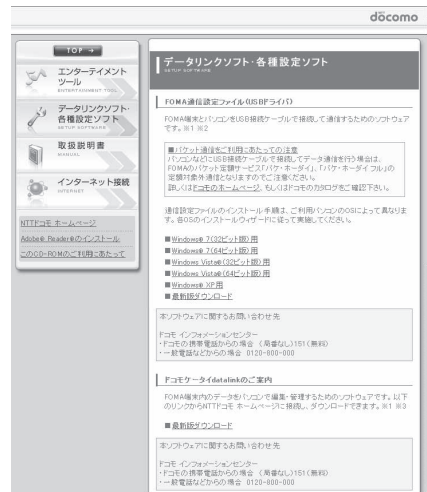 döcomo
TOP →
エンターテイメント
ツール
ENTERTAINMENT TOOL
データリンクソフト・
各種設定ソフト
SETUP SOFTWARE
取扱説明書
MANUAL
インターネット接続
INTERNET
NTTドコモ ホームページ
Adobe® Reader®のインストール
このCD-ROMのご利用にあたって
データリンクソフト・各種設定ソフト
SETUP SOFTWARE
FOMA通信設定ファイル(USBドライバ)
FOMA端末とパソコンをUSB接続ケーブルで接続して通信するためのソフトウェア
です。※1 ※2
■パケット通信をご利用にあたっての注意
パソコンなどにUSB接続ケーブルで接続してデータ通信を行う場合は、
FOMAのパケット定額サービス「パケ・ホーダイ」、「パケ・ホーダイ フル」の
定額対象外通信となりますのでご注意ください。
詳しくはドコモのホームページ、もしくはドコモのカタログをご確認下さい。
通信設定ファイルのインストール手順は、ご利用パソコンのOSによって異なりま
す。各OSのインストールウィザードに従って実施してください。
■Windows® 7(32ビット版)用
■Windows® 7(64ビット版)用
■Windows Vista®(32ビット版)用
■Windows Vista®(64ビット版)用
■Windows® XP用
■最新版ダウンロード
本ソフトウェアに関するお問い合わせ先
ドコモ インフォメーションセンター
・ドコモの携帯電話からの場合 (局番なし)151(無料)
・一般電話などからの場合 0120-800-000
ドコモケータイdatalinkのご案内
FOMA端末内のデータをパソコンで編集・管理するためのソフトウェアです。以下
のリンクからNTTドコモ ホームページに接続し、ダウンロードできます。※1 ※3
■最新版ダウンロード
本ソフトウェアに関するお問い合わせ先
ドコモ インフォメーションセンター
・ドコモの携帯電話からの場合 (局番なし)151(無料)
・一般電話などからの場合 0120-800-000